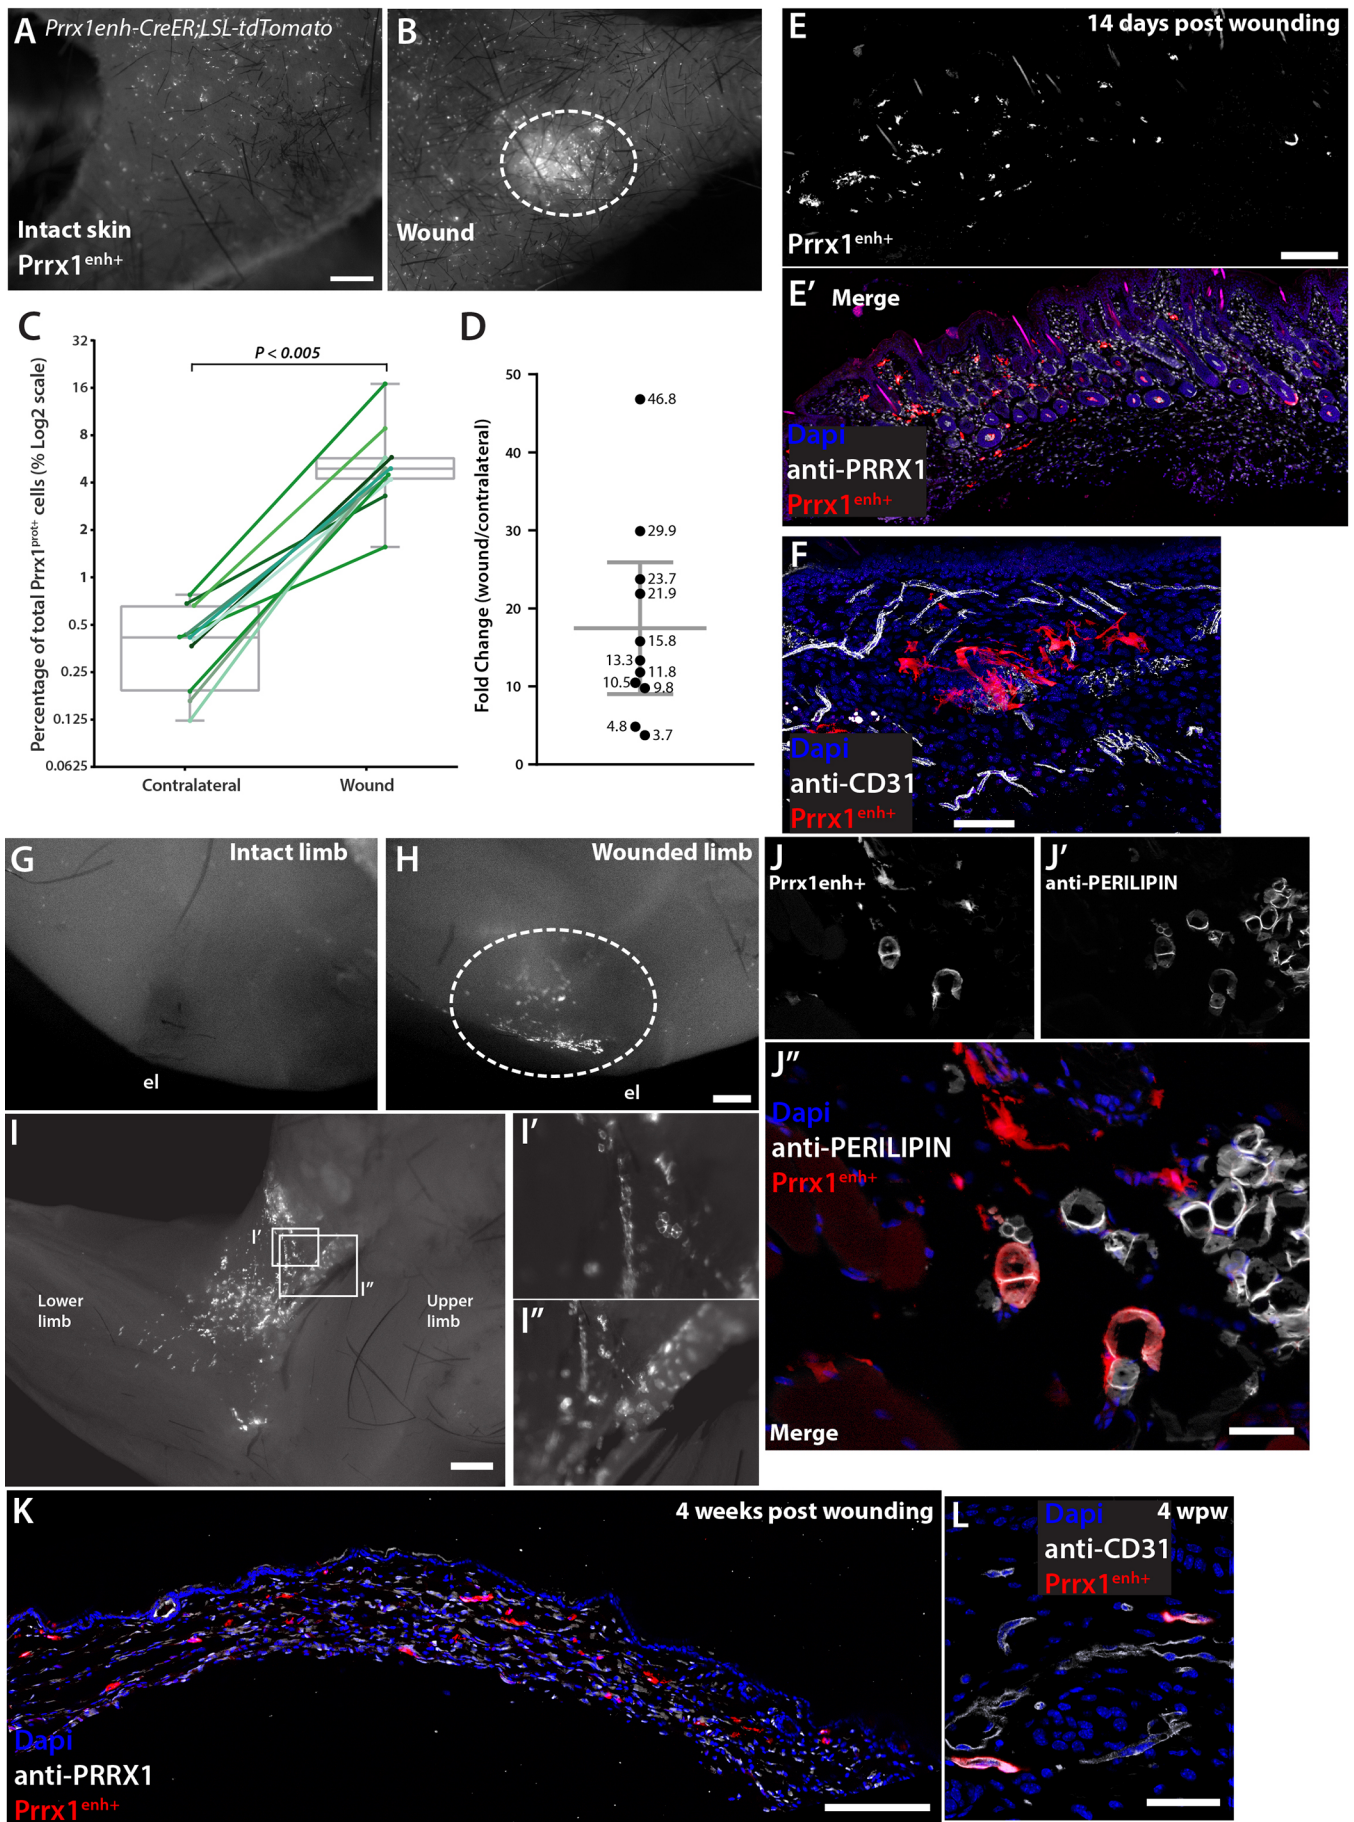 A
Prrx1enh-CreER;LSL-tdTomato
Intact skin
Prrx1enh+
B
Wound
C
Percentage of total Prrx1prot+ cells (% Log2 scale)
P < 0.005
32
16
8
4
2
1
0.5
0.25
0.125
0.0625
Contralateral
Wound
D
Fold Change (wound/contralateral)
50
40
30
20
10
0
46.8
29.9
23.7
21.9
15.8
13.3
11.8
10.5
9.8
4.8
3.7
E
14 days post wounding
Prrx1enh+
E’
Merge
Dapi
anti-PRRX1
Prrx1enh+
F
Dapi
anti-CD31
Prrx1enh+
G
Intact limb
el
H
Wounded limb
el
I
I’
I”
Lower
limb
Upper
limb
I’
I”
J
Prrx1enh+
J’
anti-PERILIPIN
J”
Dapi
anti-PERILIPIN
Prrx1enh+
Merge
K
4 weeks post wounding
Dapi
anti-PRRX1
Prrx1enh+
L
4 wpw
Dapi
anti-CD31
Prrx1enh+